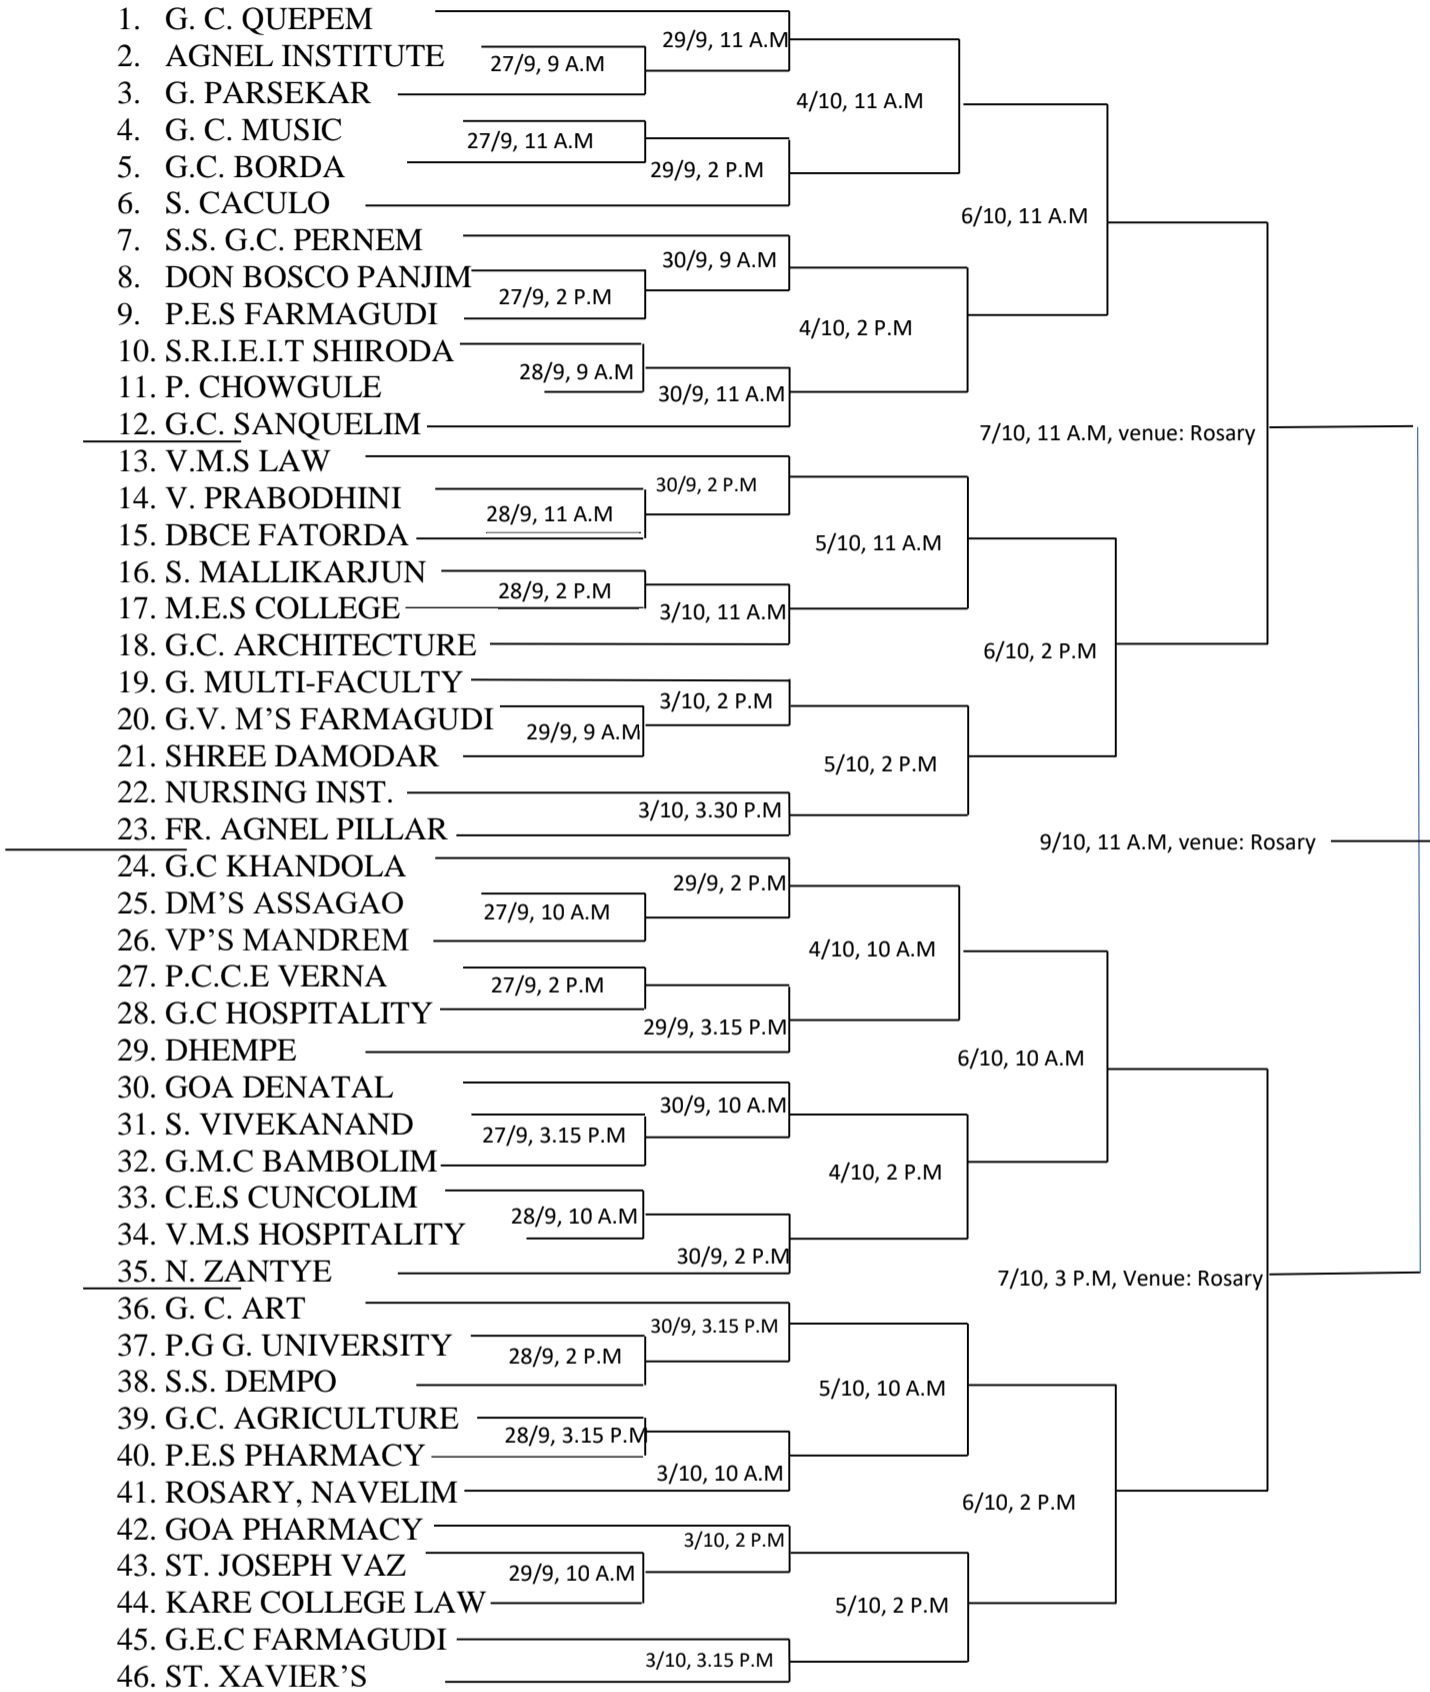 1. G. C. QUEPEM
29/9, 11 A.M
2. AGNEL INSTITUTE
27/9, 9 A.M
3. G. PARSEKAR
4/10, 11 A.M
4. G. C. MUSIC
27/9, 11 A.M
5. G.C. BORDA
29/9, 2 P.M
6. S. CACULO
6/10, 11 A.M
7. S.S. G.C. PERNEM
30/9, 9 A.M
8. DON BOSCO PANJIM
27/9, 2 P.M
9. P.E.S FARMAGUDI
4/10, 2 P.M
10. S.R.I.E.I.T SHIRODA
28/9, 9 A.M
11. P. CHOWGULE
30/9, 11 A.M
12. G.C. SANQUELIM
7/10, 11 A.M, venue: Rosary
13. V.M.S LAW
30/9, 2 P.M
14. V. PRABODHINI
28/9, 11 A.M
15. DBCE FATORDA
5/10, 11 A.M
16. S. MALLIKARJUN
28/9, 2 P.M
17. M.E.S COLLEGE
3/10, 11 A.M
18. G.C. ARCHITECTURE
6/10, 2 P.M
19. G. MULTI-FACULTY
3/10, 2 P.M
20. G.V. M’S FARMAGUDI
29/9, 9 A.M
21. SHREE DAMODAR
5/10, 2 P.M
22. NURSING INST.
3/10, 3.30 P.M
23. FR. AGNEL PILLAR
9/10, 11 A.M, venue: Rosary
24. G.C KHANDOLA
29/9, 2 P.M
25. DM’S ASSAGAO
27/9, 10 A.M
26. VP’S MANDREM
4/10, 10 A.M
27. P.C.C.E VERNA
27/9, 2 P.M
28. G.C HOSPITALITY
29/9, 3.15 P.M
29. DHEMPE
6/10, 10 A.M
30. GOA DENATAL
30/9, 10 A.M
31. S. VIVEKANAND
27/9, 3.15 P.M
32. G.M.C BAMBOLIM
4/10, 2 P.M
33. C.E.S CUNCOLIM
28/9, 10 A.M
34. V.M.S HOSPITALITY
30/9, 2 P.M
35. N. ZANTYE
7/10, 3 P.M, Venue: Rosary
36. G. C. ART
30/9, 3.15 P.M
37. P.G G. UNIVERSITY
28/9, 2 P.M
38. S.S. DEMPO
5/10, 10 A.M
39. G.C. AGRICULTURE
28/9, 3.15 P.M
40. P.E.S PHARMACY
3/10, 10 A.M
41. ROSARY, NAVELIM
6/10, 2 P.M
42. GOA PHARMACY
3/10, 2 P.M
43. ST. JOSEPH VAZ
29/9, 10 A.M
44. KARE COLLEGE LAW
5/10, 2 P.M
45. G.E.C FARMAGUDI
3/10, 3.15 P.M
46. ST. XAVIER’S